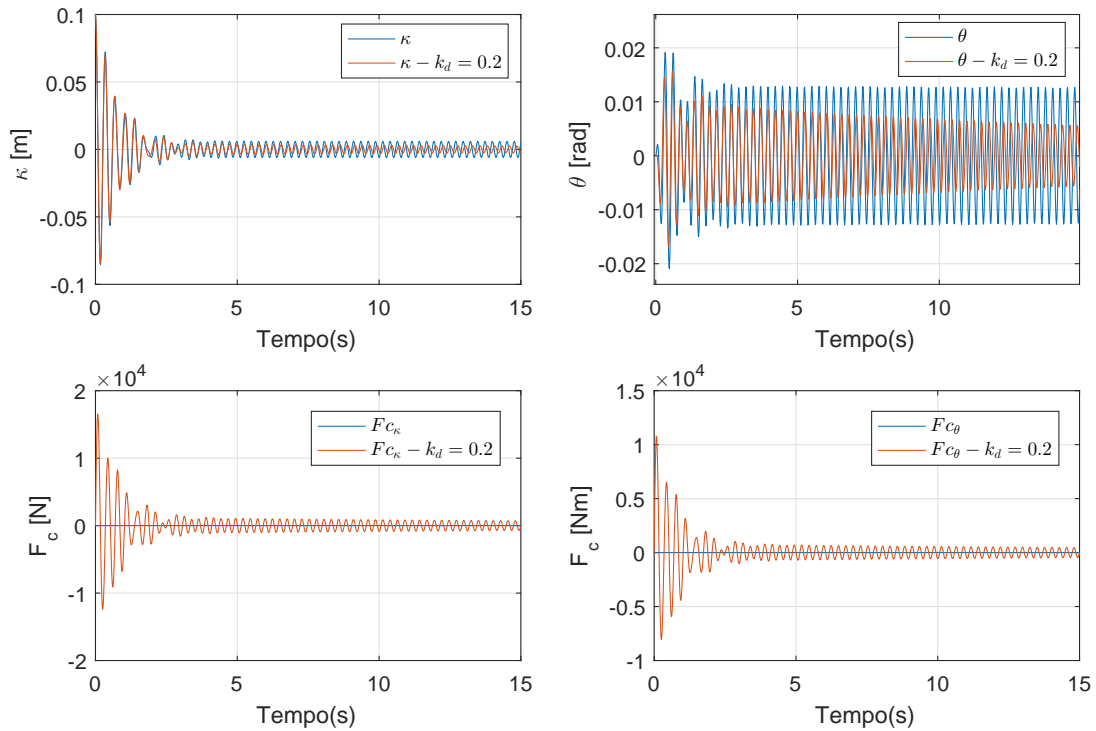 0.1
0.05
0
-0.05
-0.1
κ [m]
κ
κ − k_d = 0.2
0 5 10 15
Tempo(s)
0.02
0.01
0
-0.01
-0.02
θ [rad]
θ
θ − k_d = 0.2
0 5 10
Tempo(s)
×10^4
2
1
0
-1
-2
F_c [N]
Fc_κ
Fc_κ − k_d = 0.2
0 5 10 15
Tempo(s)
×10^4
1.5
1
0.5
0
-0.5
-1
F_c [Nm]
Fc_θ
Fc_θ − k_d = 0.2
0 5 10 15
Tempo(s)